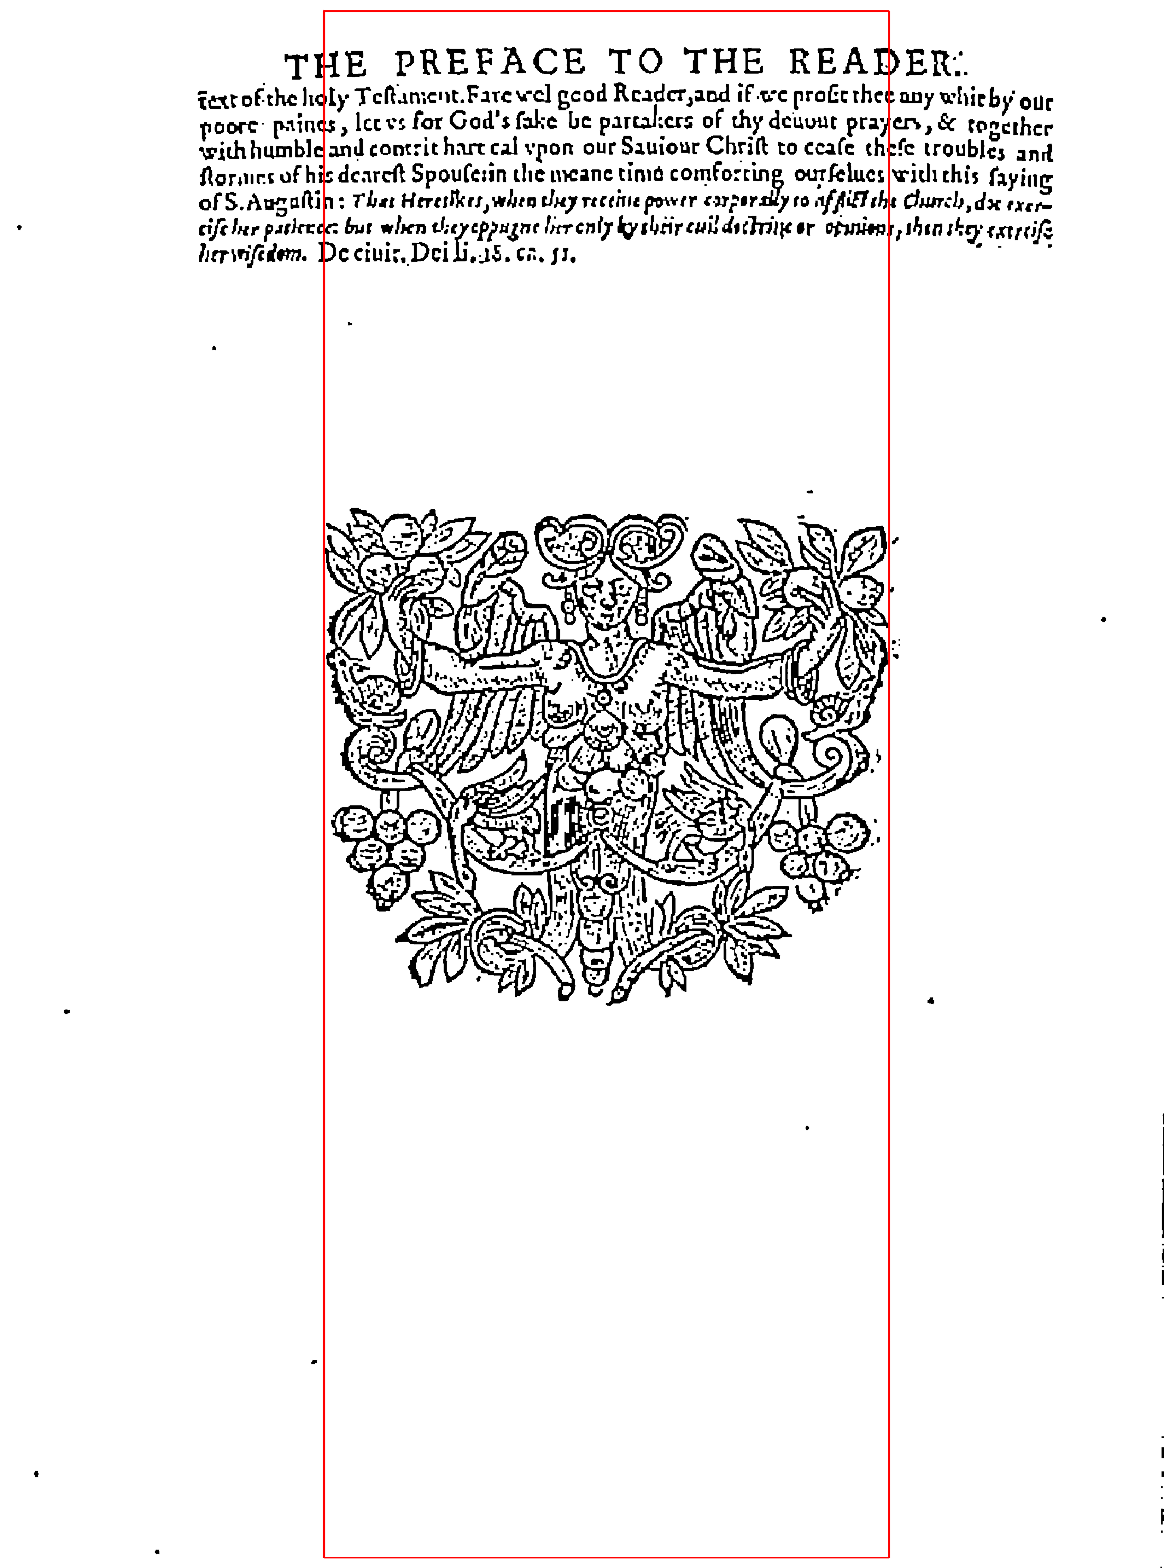 THE PREFACE TO THE READER.
text of the holy Teſtament. Farewel good Reader, and if we profit thee any whit by our
poore paines, let vs for God's ſake be partakers of thy deuout prayers, & together
with humble and contrit hart cal vpon our Sauiour Chriſt to ceaſe theſe troubles and
ſtormes of his deareſt Spouſe: in the meane time comforting ourſelues with this ſaying
of S. Auguſtin: That Heretikes, when they receiue power corporally to afflict the Church, doe exer-
ciſe her patience: but when they oppugne her only by their euil doctrine or opinions, then they exerciſe
her wiſedom. De ciuit. Dei li. 18. ca. 51.